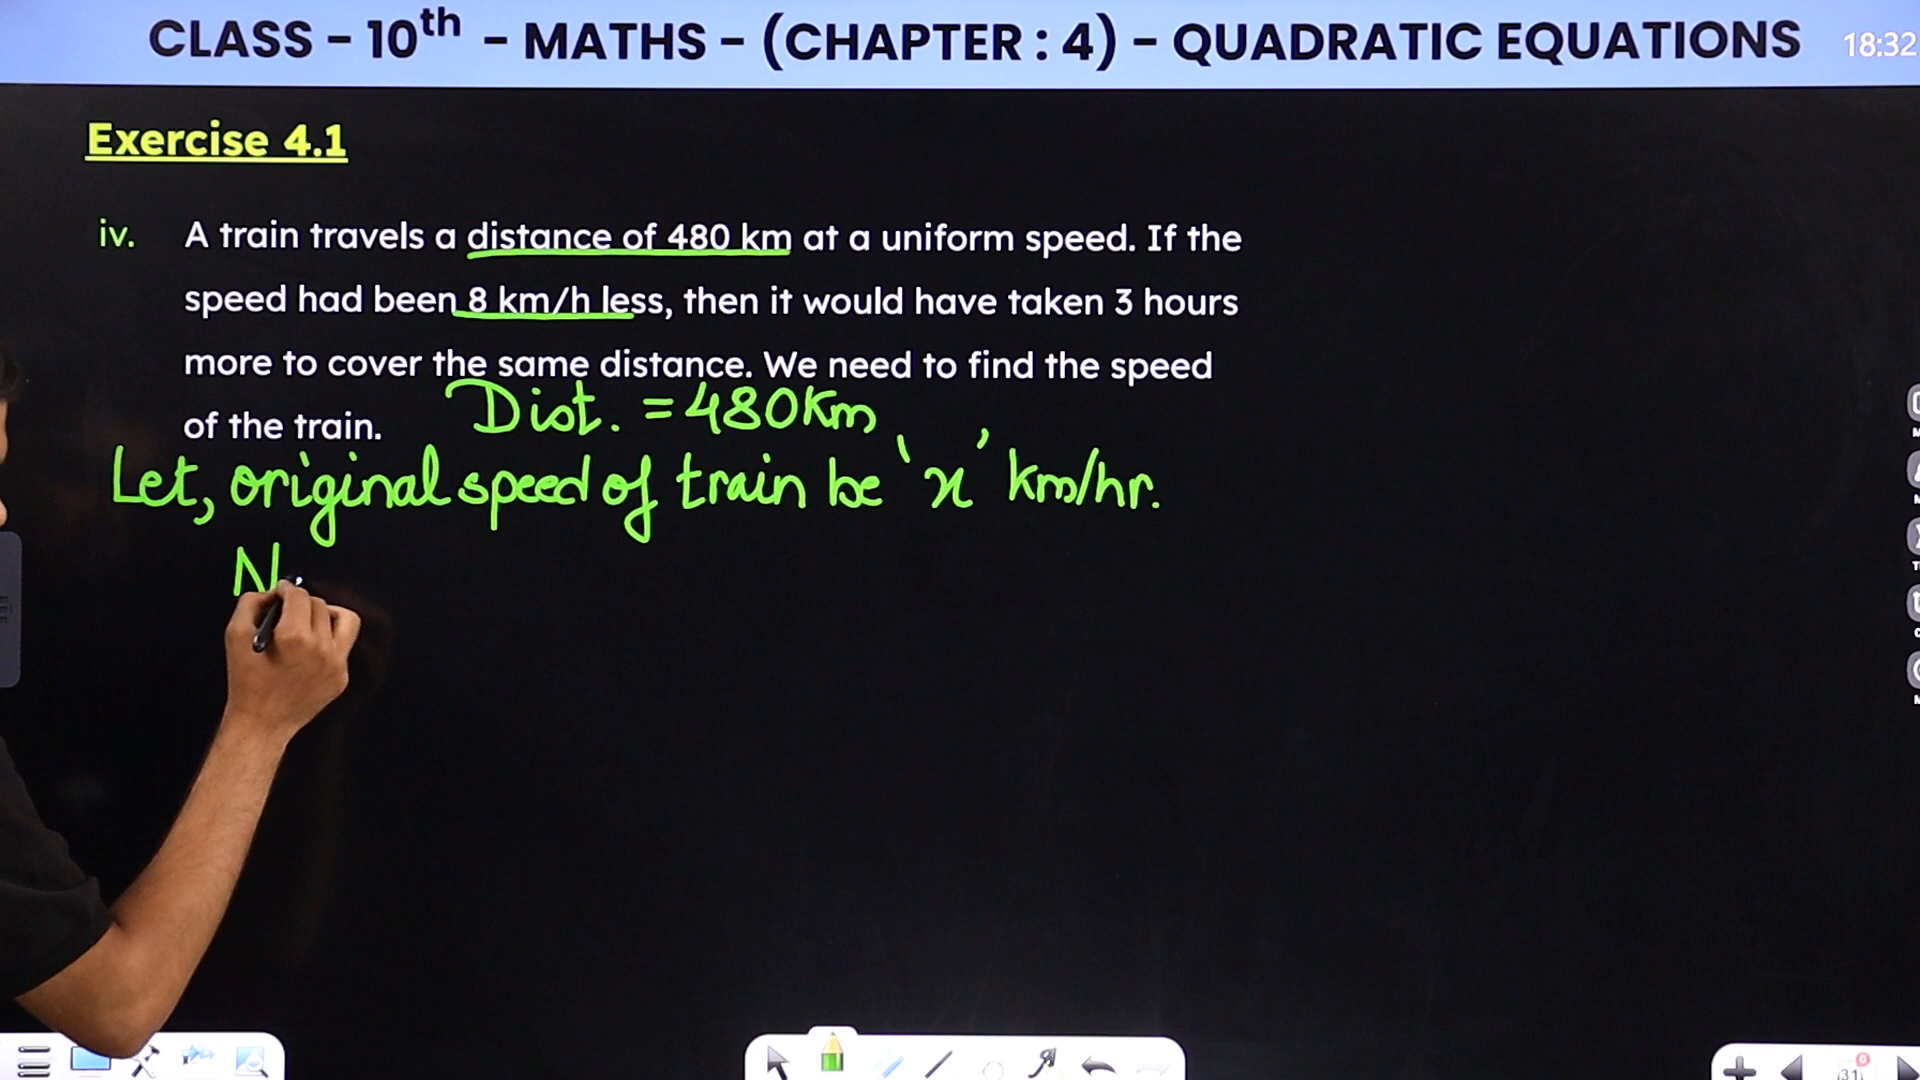 CLASS - 10th - MATHS - (CHAPTER : 4) - QUADRATIC EQUATIONS
18:32
Exercise 4.1
iv. A train travels a distance of 480 km at a uniform speed. If the
speed had been 8 km/h less, then it would have taken 3 hours
more to cover the same distance. We need to find the speed
of the train.
Dist. = 480km
Let, original speed of train be 'x' km/hr.
N
31